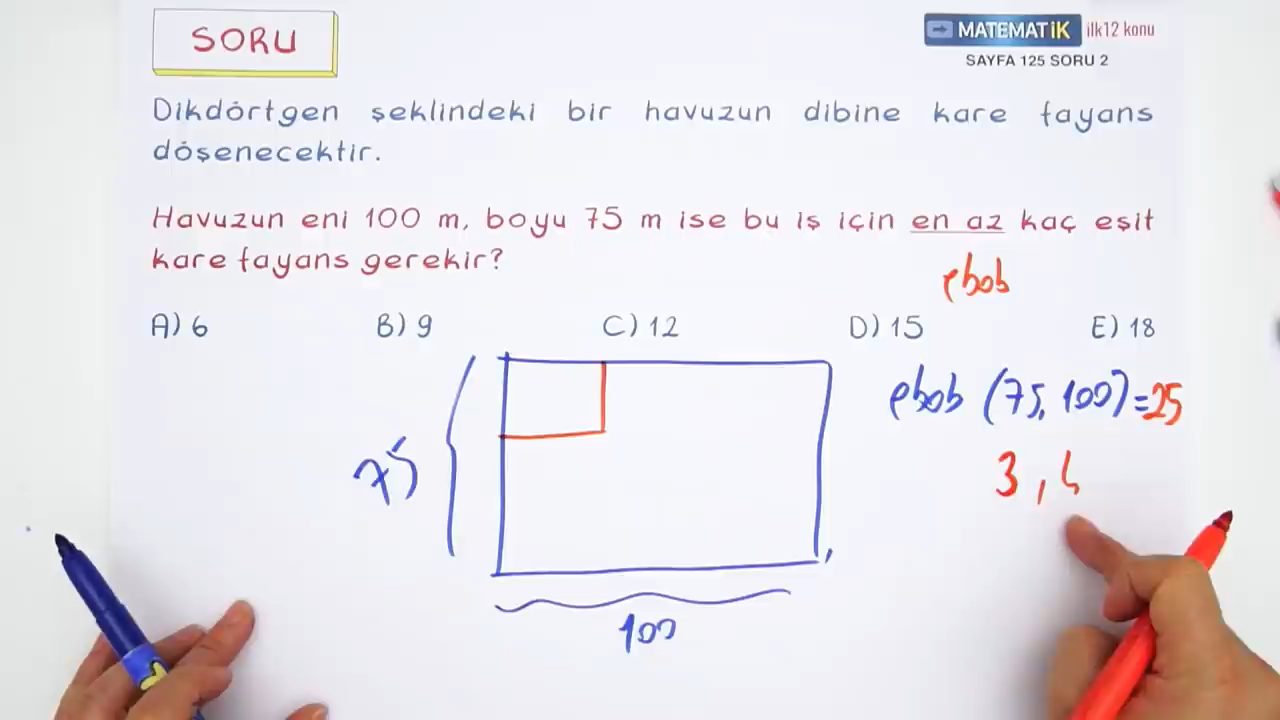 SORU
MATEMATİK ilk12 konu
SAYFA 125 SORU 2
Dikdörtgen şeklindeki bir havuzun dibine kare fayans
döşenecektir.
Havuzun eni 100 m, boyu 75 m ise bu iş için en az kaç eşit
kare fayans gerekir?
ebob
A) 6 B) 9 C) 12 D) 15 E) 18
ebob (75, 100) = 25
75
3, 4
100